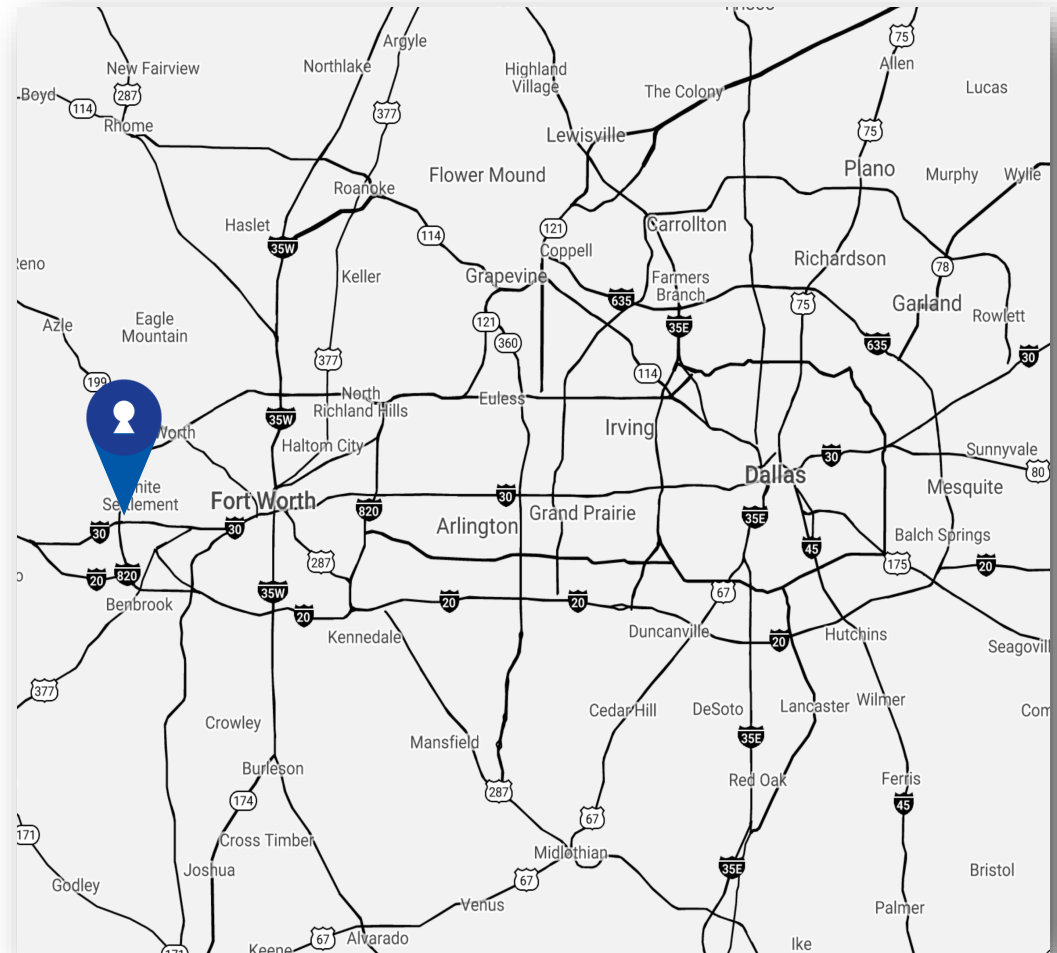 Argyle
75
New Fairview
Northlake
Highland
Village
Allen
The Colony
Lucas
Boyd
287
114
377
Rhome
Lewisville
75
Flower Mound
Plano
Murphy
Wylie
Roanoke
Haslet
35W
114
121
Carrollton
Coppell
Richardson
78
Keller
Grapevine
Farmers
Branch
635
75
Garland
Rowlett
Azle
Eagle
Mountain
121
360
35E
635
30
377
199
114
North
Richland Hills
Euless
35W
Worth
Haltom City
Irving
30
Sunnyvale
80
Dallas
Mesquite
Fort Worth
30
820
Arlington
Grand Prairie
35E
30
30
45
Balch Springs
287
175
20
20
820
35W
67
Benbrook
20
20
20
Kennedale
Duncanville
20
Hutchins
377
Crowley
Cedar Hill
DeSoto
Lancaster
Wilmer
Mansfield
35E
Burleson
Red Oak
Ferris
287
174
45
67
171
Cross Timber
Midlothian
Joshua
35E
Godley
67
Bristol
Venus
Palmer
67
Alvarado
Keene
Ike
171